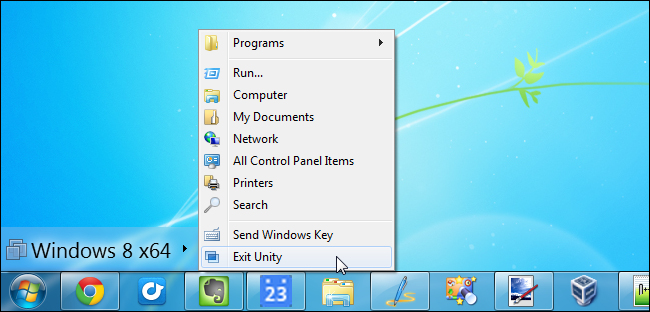 Programs
Run...
Computer
My Documents
Network
All Control Panel Items
Printers
Search
Send Windows Key
Exit Unity
Windows 8 x64
23